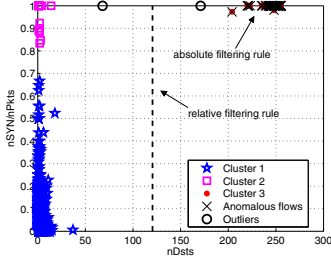 1
0.9
0.8
0.7
0.6
0.5
0.4
0.3
0.2
0.1
0
nSYN/nPkts
absolute filtering rule
relative filtering rule
Cluster 1
Cluster 2
Cluster 3
Anomalous flows
Outliers
0 50 100 150 200 250 300
nDsts